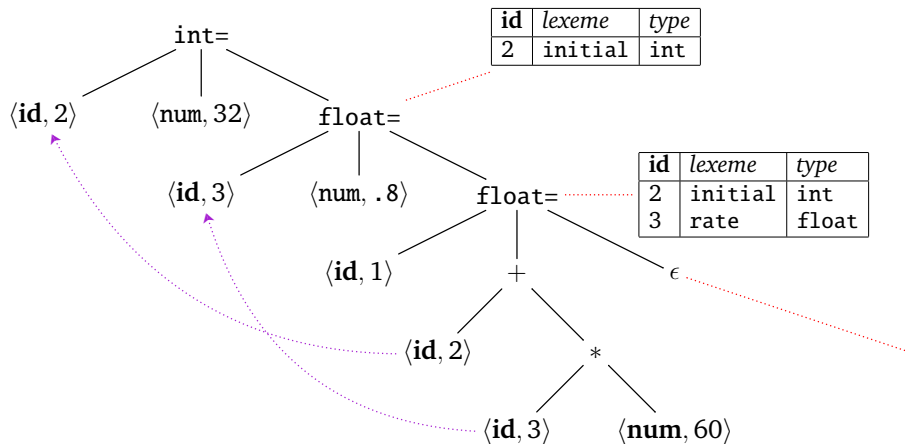 int=
id lexeme type
2 initial int
⟨id, 2⟩ ⟨num, 32⟩ float=
⟨id, 3⟩ ⟨num, .8⟩ float=
id lexeme type
2 initial int
3 rate float
⟨id, 1⟩ + ϵ
⟨id, 2⟩ *
⟨id, 3⟩ ⟨num, 60⟩